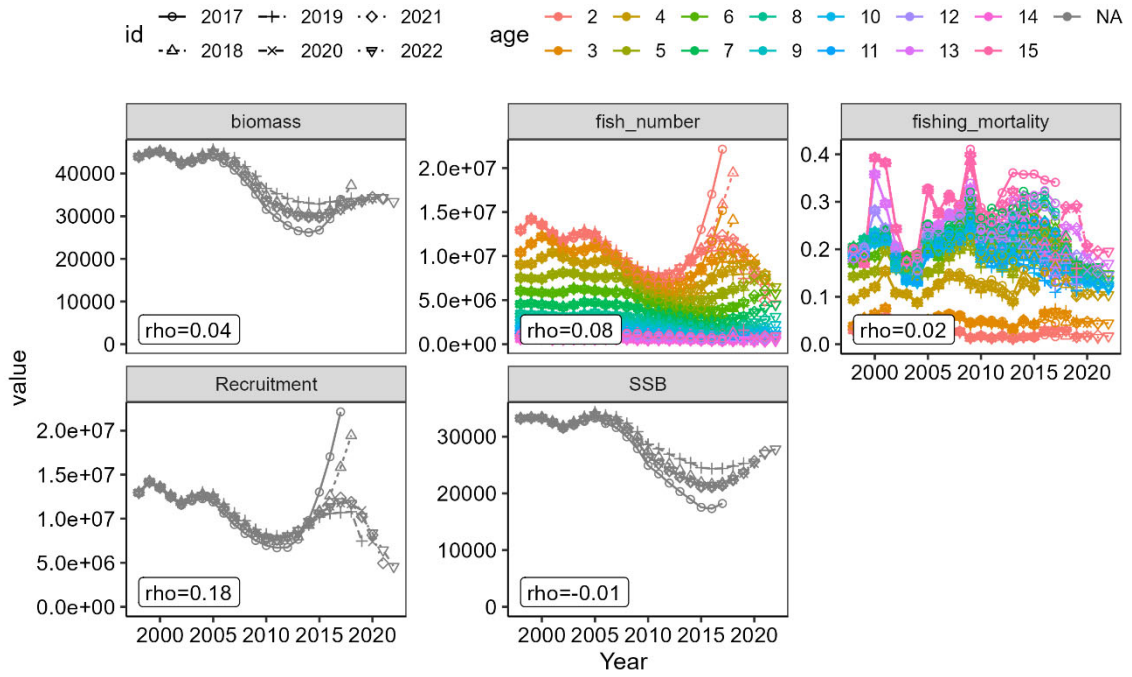 id 2017 2019 2021
2018 2020 2022
age 2 4 6 8 10 12 14 NA
3 5 7 9 11 13 15
biomass
fish_number
fishing_mortality
40000
30000
20000
10000
0
rho=0.04
2.0e+07
1.5e+07
1.0e+07
5.0e+06
0.0e+00
rho=0.08
0.4
0.3
0.2
0.1
0.0
rho=0.02
2000 2005 2010 2015 2020
value
Recruitment
SSB
2.0e+07
1.5e+07
1.0e+07
5.0e+06
0.0e+00
rho=0.18
30000
20000
10000
0
rho=-0.01
2000 2005 2010 2015 2020
2000 2005 2010 2015 2020
Year